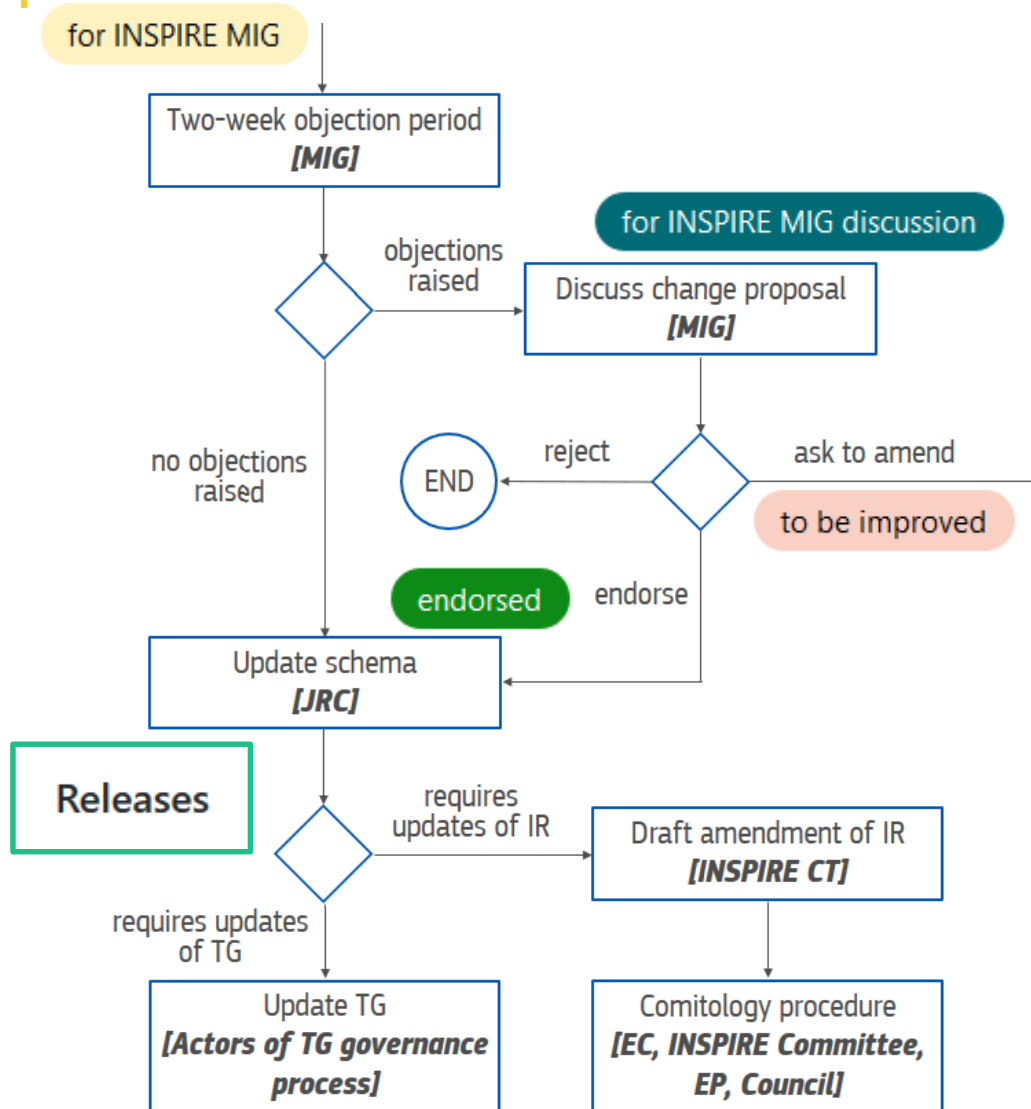 for INSPIRE MIG
Two-week objection period
[MIG]
for INSPIRE MIG discussion
objections
raised
Discuss change proposal
[MIG]
no objections
raised
END
reject
ask to amend
to be improved
endorsed
endorse
Update schema
[JRC]
Releases
requires
updates of IR
Draft amendment of IR
[INSPIRE CT]
requires updates
of TG
Update TG
[Actors of TG governance
process]
Comitology procedure
[EC, INSPIRE Committee,
EP, Council]